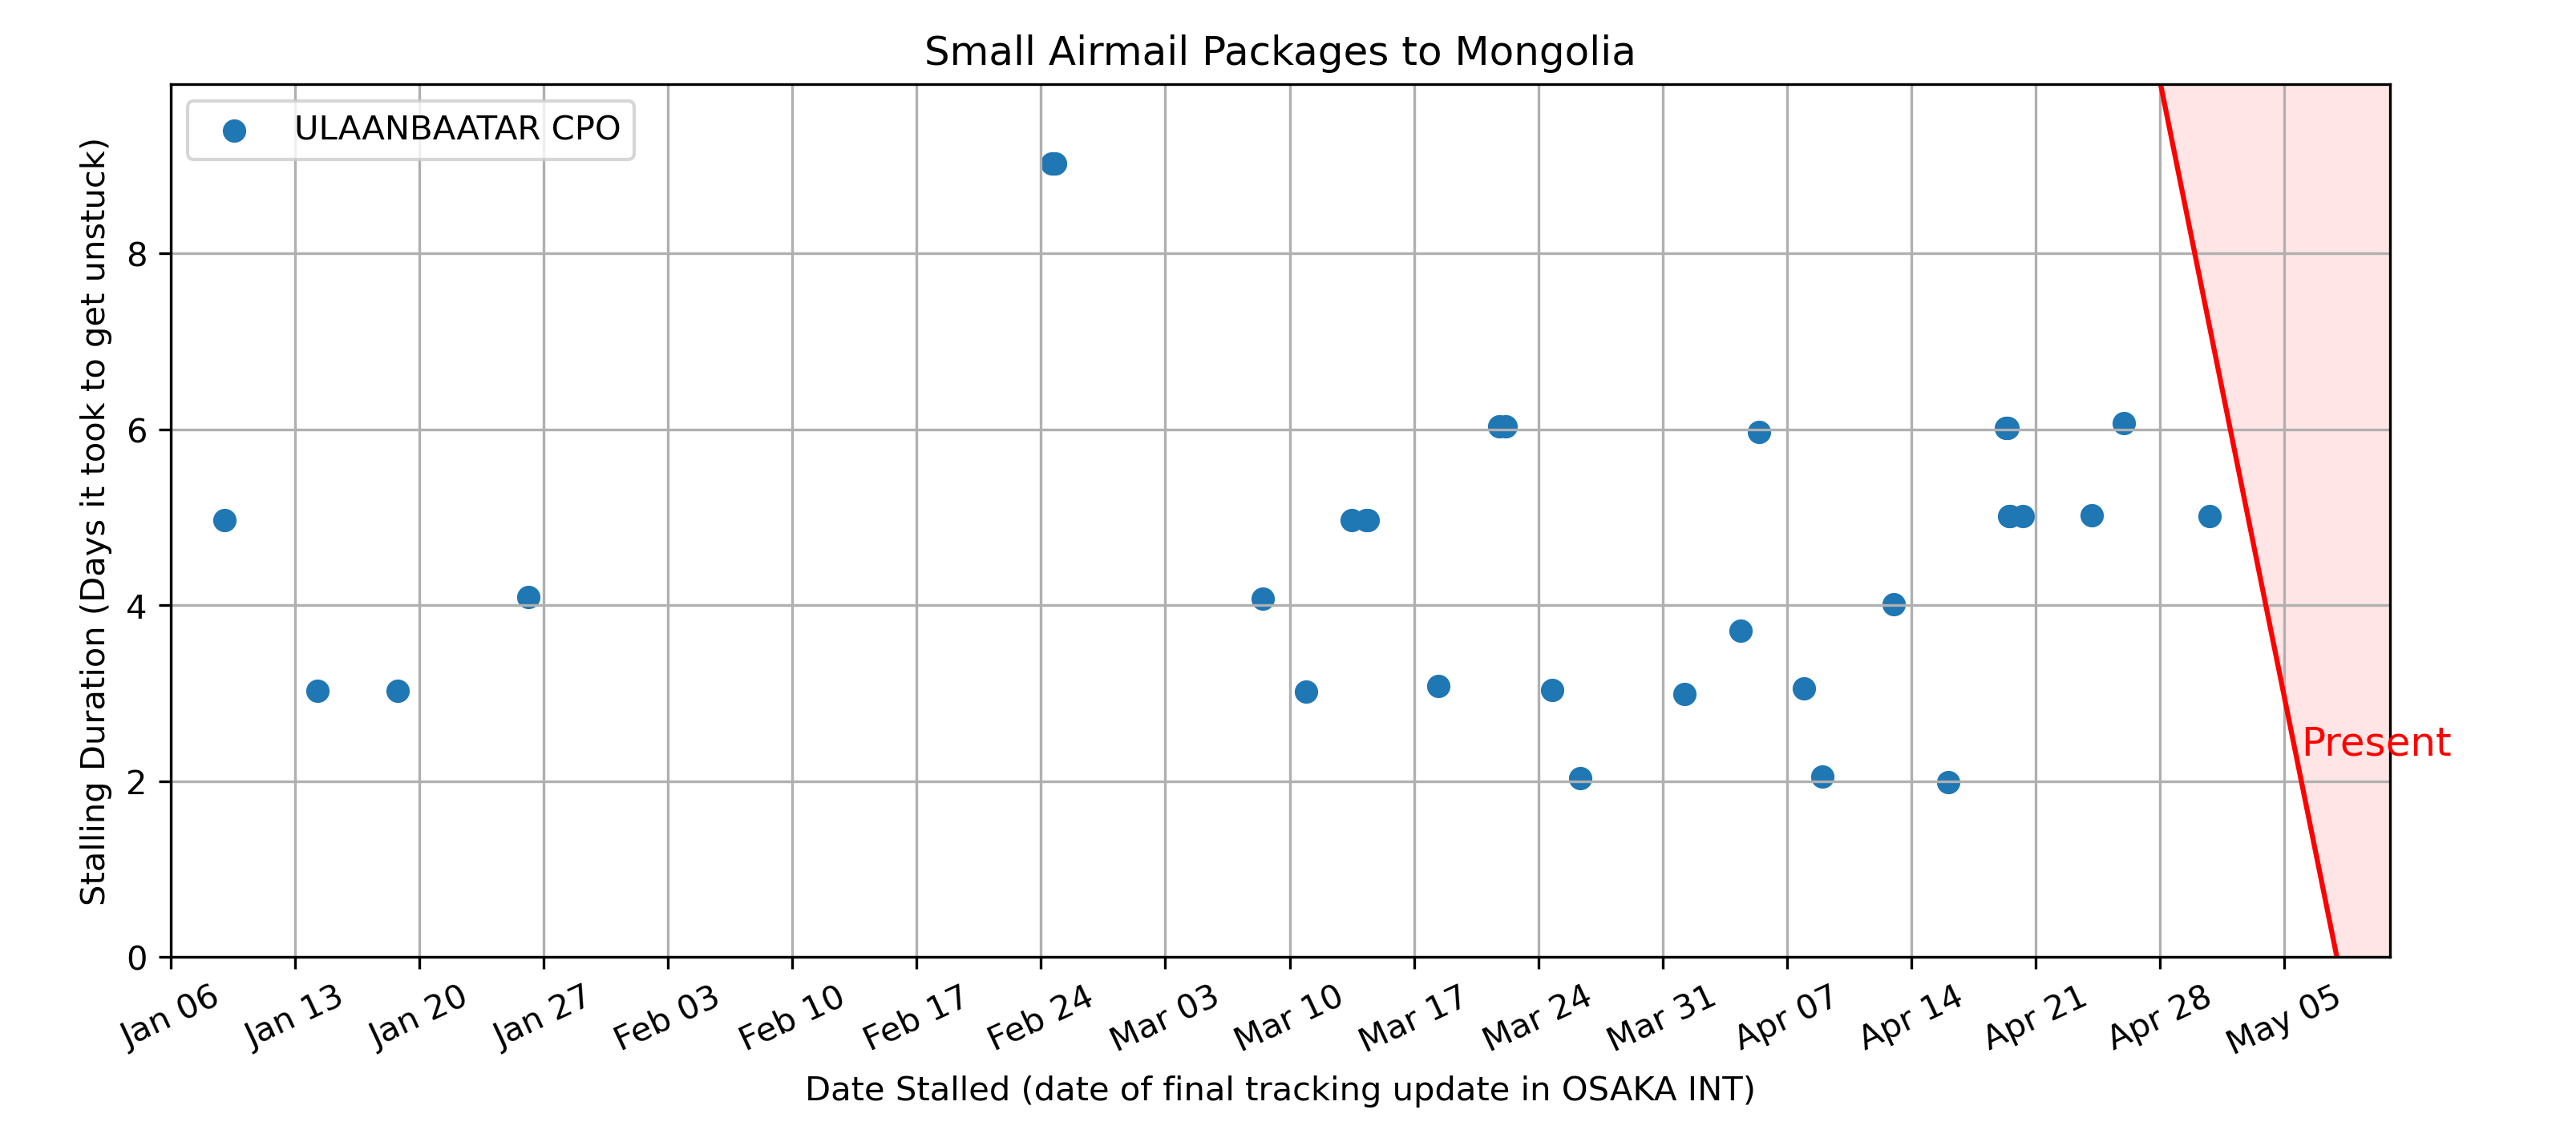 Small Airmail Packages to Mongolia
ULAANBAATAR CPO
Stalling Duration (Days it took to get unstuck)
8
6
4
2
0
Present
Jan 06
Jan 13
Jan 20
Jan 27
Feb 03
Feb 10
Feb 17
Feb 24
Mar 03
Mar 10
Mar 17
Mar 24
Mar 31
Apr 07
Apr 14
Apr 21
Apr 28
May 05
Date Stalled (date of final tracking update in OSAKA INT)